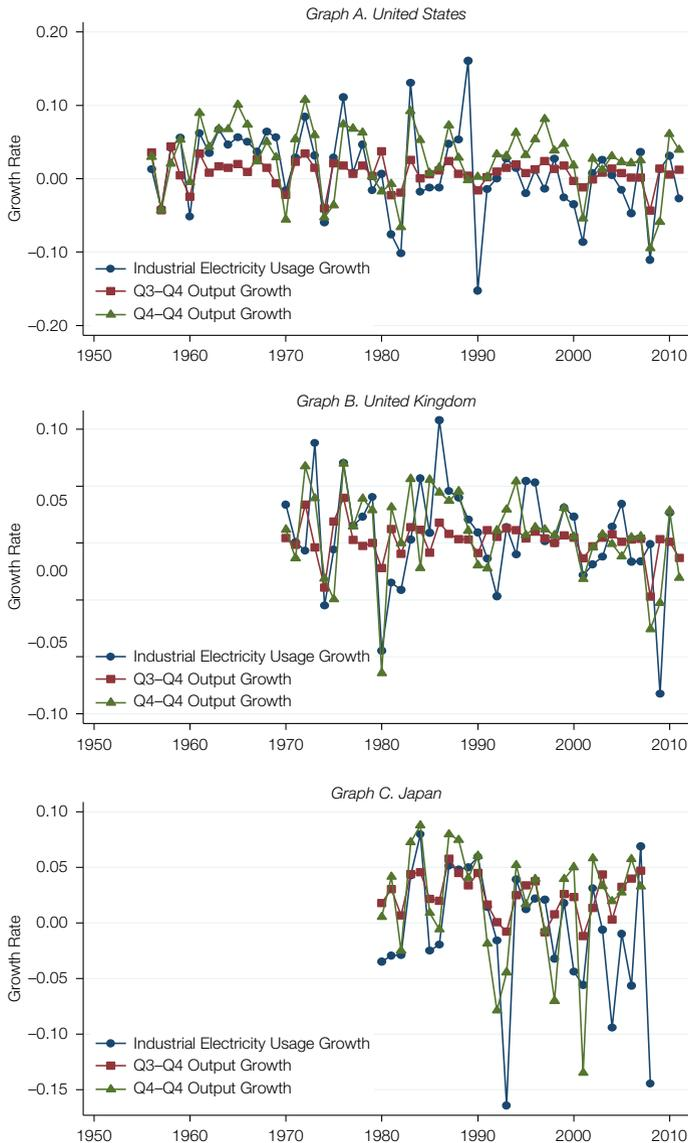 Graph A. United States
0.20
0.10
0.00
–0.10
–0.20
Growth Rate
Industrial Electricity Usage Growth
Q3–Q4 Output Growth
Q4–Q4 Output Growth
1950 1960 1970 1980 1990 2000 2010
Graph B. United Kingdom
0.10
0.05
0.00
–0.05
–0.10
Growth Rate
Industrial Electricity Usage Growth
Q3–Q4 Output Growth
Q4–Q4 Output Growth
1950 1960 1970 1980 1990 2000 2010
Graph C. Japan
0.10
0.05
0.00
–0.05
–0.10
–0.15
Growth Rate
Industrial Electricity Usage Growth
Q3–Q4 Output Growth
Q4–Q4 Output Growth
1950 1960 1970 1980 1990 2000 2010